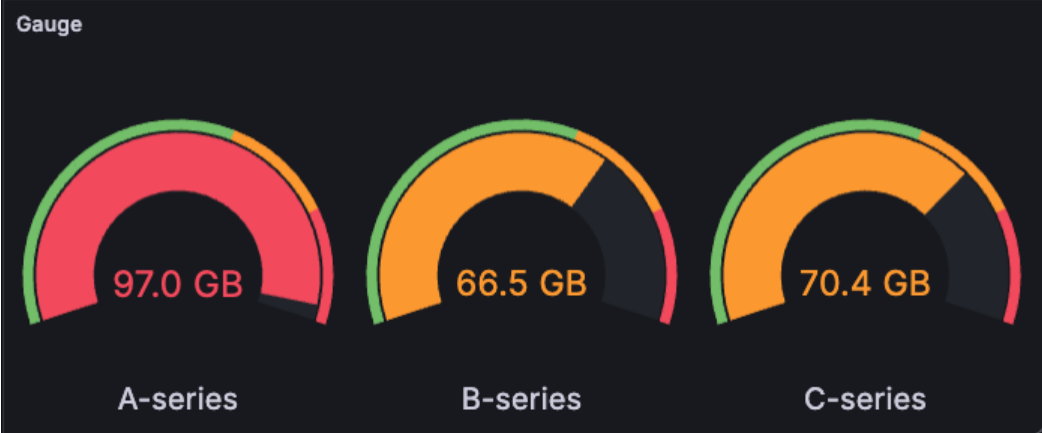 Gauge
97.0 GB
66.5 GB
70.4 GB
A-series
B-series
C-series